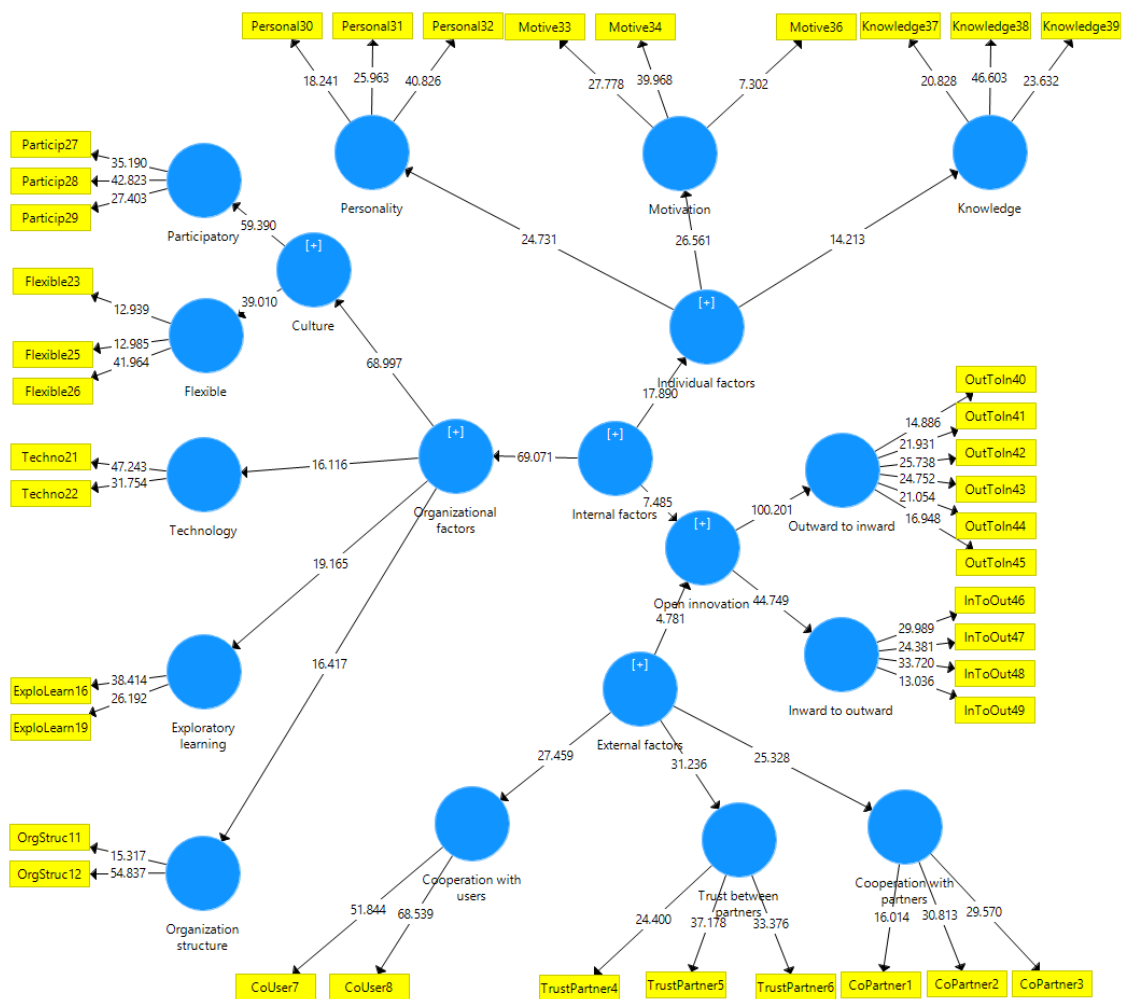 Personal30
Personal31
Personal32
Motive33
Motive34
Motive36
Knowledge37
Knowledge38
Knowledge39
18.241
25.963
40.826
27.778
39.968
7.302
20.828
46.603
23.632
Particip27
Particip28
Particip29
35.190
42.823
27.403
Participatory
Personality
Motivation
Knowledge
59.390
24.731
26.561
14.213
Flexible23
Flexible25
Flexible26
12.939
12.985
41.964
Flexible
39.010
[+]
Culture
68.997
[+]
Individual factors
17.890
Techno21
Techno22
47.243
31.754
Technology
16.116
[+]
Organizational
factors
69.071
[+]
Internal factors
7.485
OutToIn40
OutToIn41
OutToIn42
OutToIn43
OutToIn44
OutToIn45
14.886
21.931
25.738
24.752
21.054
16.948
Outward to inward
100.201
[+]
Open innovation
44.749
4.781
InToOut46
InToOut47
InToOut48
InToOut49
29.989
24.381
33.720
13.036
Inward to outward
19.165
16.417
ExploLearn16
ExploLearn19
38.414
26.192
Exploratory
learning
[+]
External factors
27.459
31.236
25.328
OrgStruc11
OrgStruc12
15.317
54.837
Organization
structure
Cooperation with
users
Trust between
partners
Cooperation with
partners
51.844
68.539
24.400
37.178
33.376
16.014
30.813
29.570
CoUser7
CoUser8
TrustPartner4
TrustPartner5
TrustPartner6
CoPartner1
CoPartner2
CoPartner3